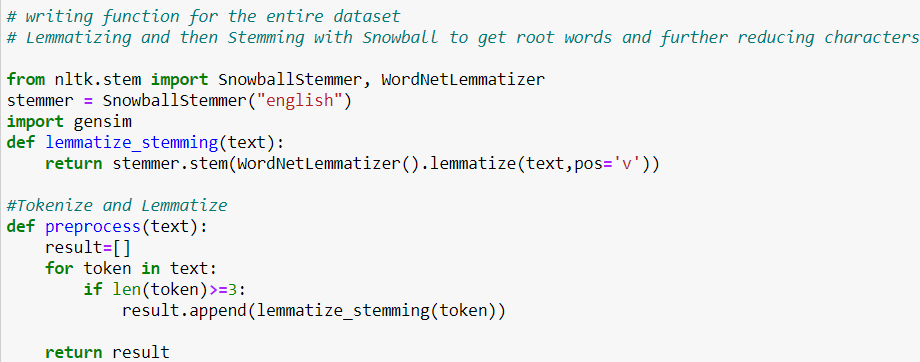 # writing function for the entire dataset
# Lemmatizing and then Stemming with Snowball to get root words and further reducing characters
from nltk.stem import SnowballStemmer, WordNetLemmatizer
stemmer = SnowballStemmer("english")
import gensim
def lemmatize_stemming(text):
    return stemmer.stem(WordNetLemmatizer().lemmatize(text,pos='v'))
#Tokenize and Lemmatize
def preprocess(text):
    result=[]
    for token in text:
        if len(token)>=3:
            result.append(lemmatize_stemming(token))
    return result